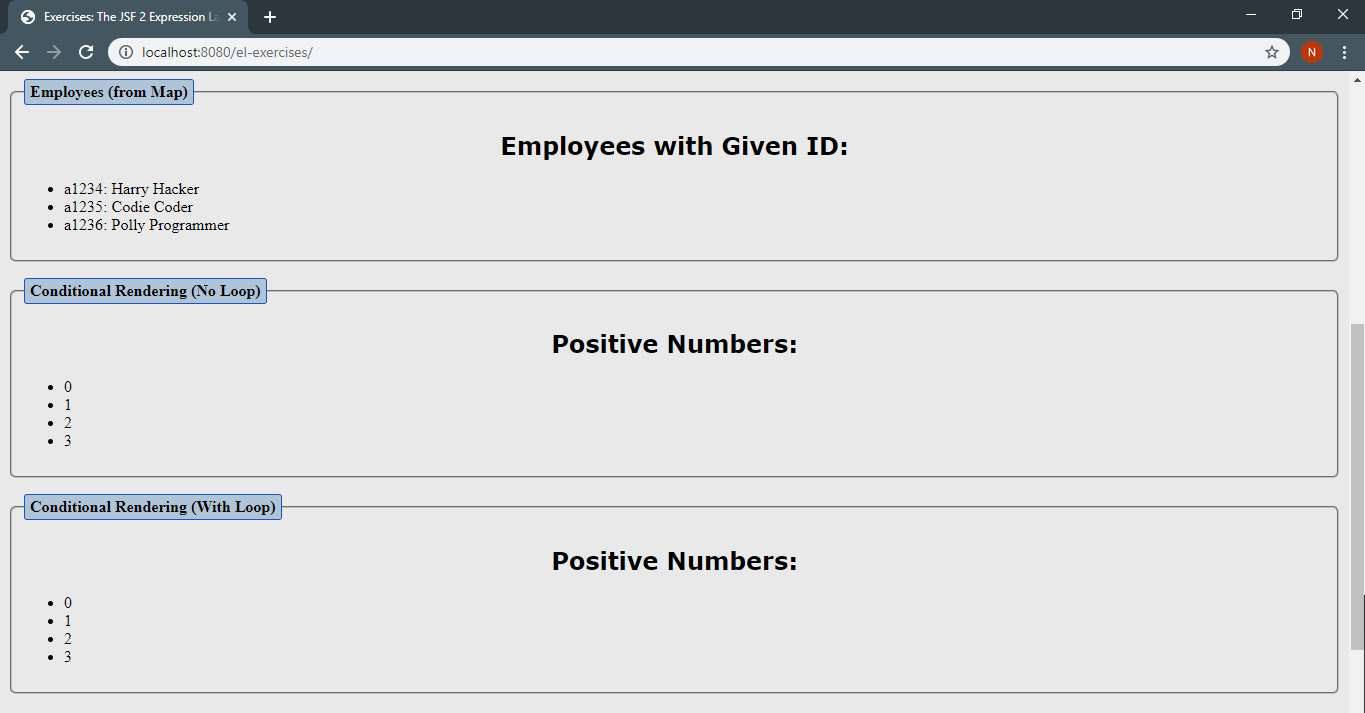 Exercises: The JSF 2 Expression La
localhost:8080/el-exercises/
N
Employees (from Map)
Employees with Given ID:
a1234: Harry Hacker
a1235: Codie Coder
a1236: Polly Programmer
Conditional Rendering (No Loop)
Positive Numbers:
0
1
2
3
Conditional Rendering (With Loop)
Positive Numbers:
0
1
2
3